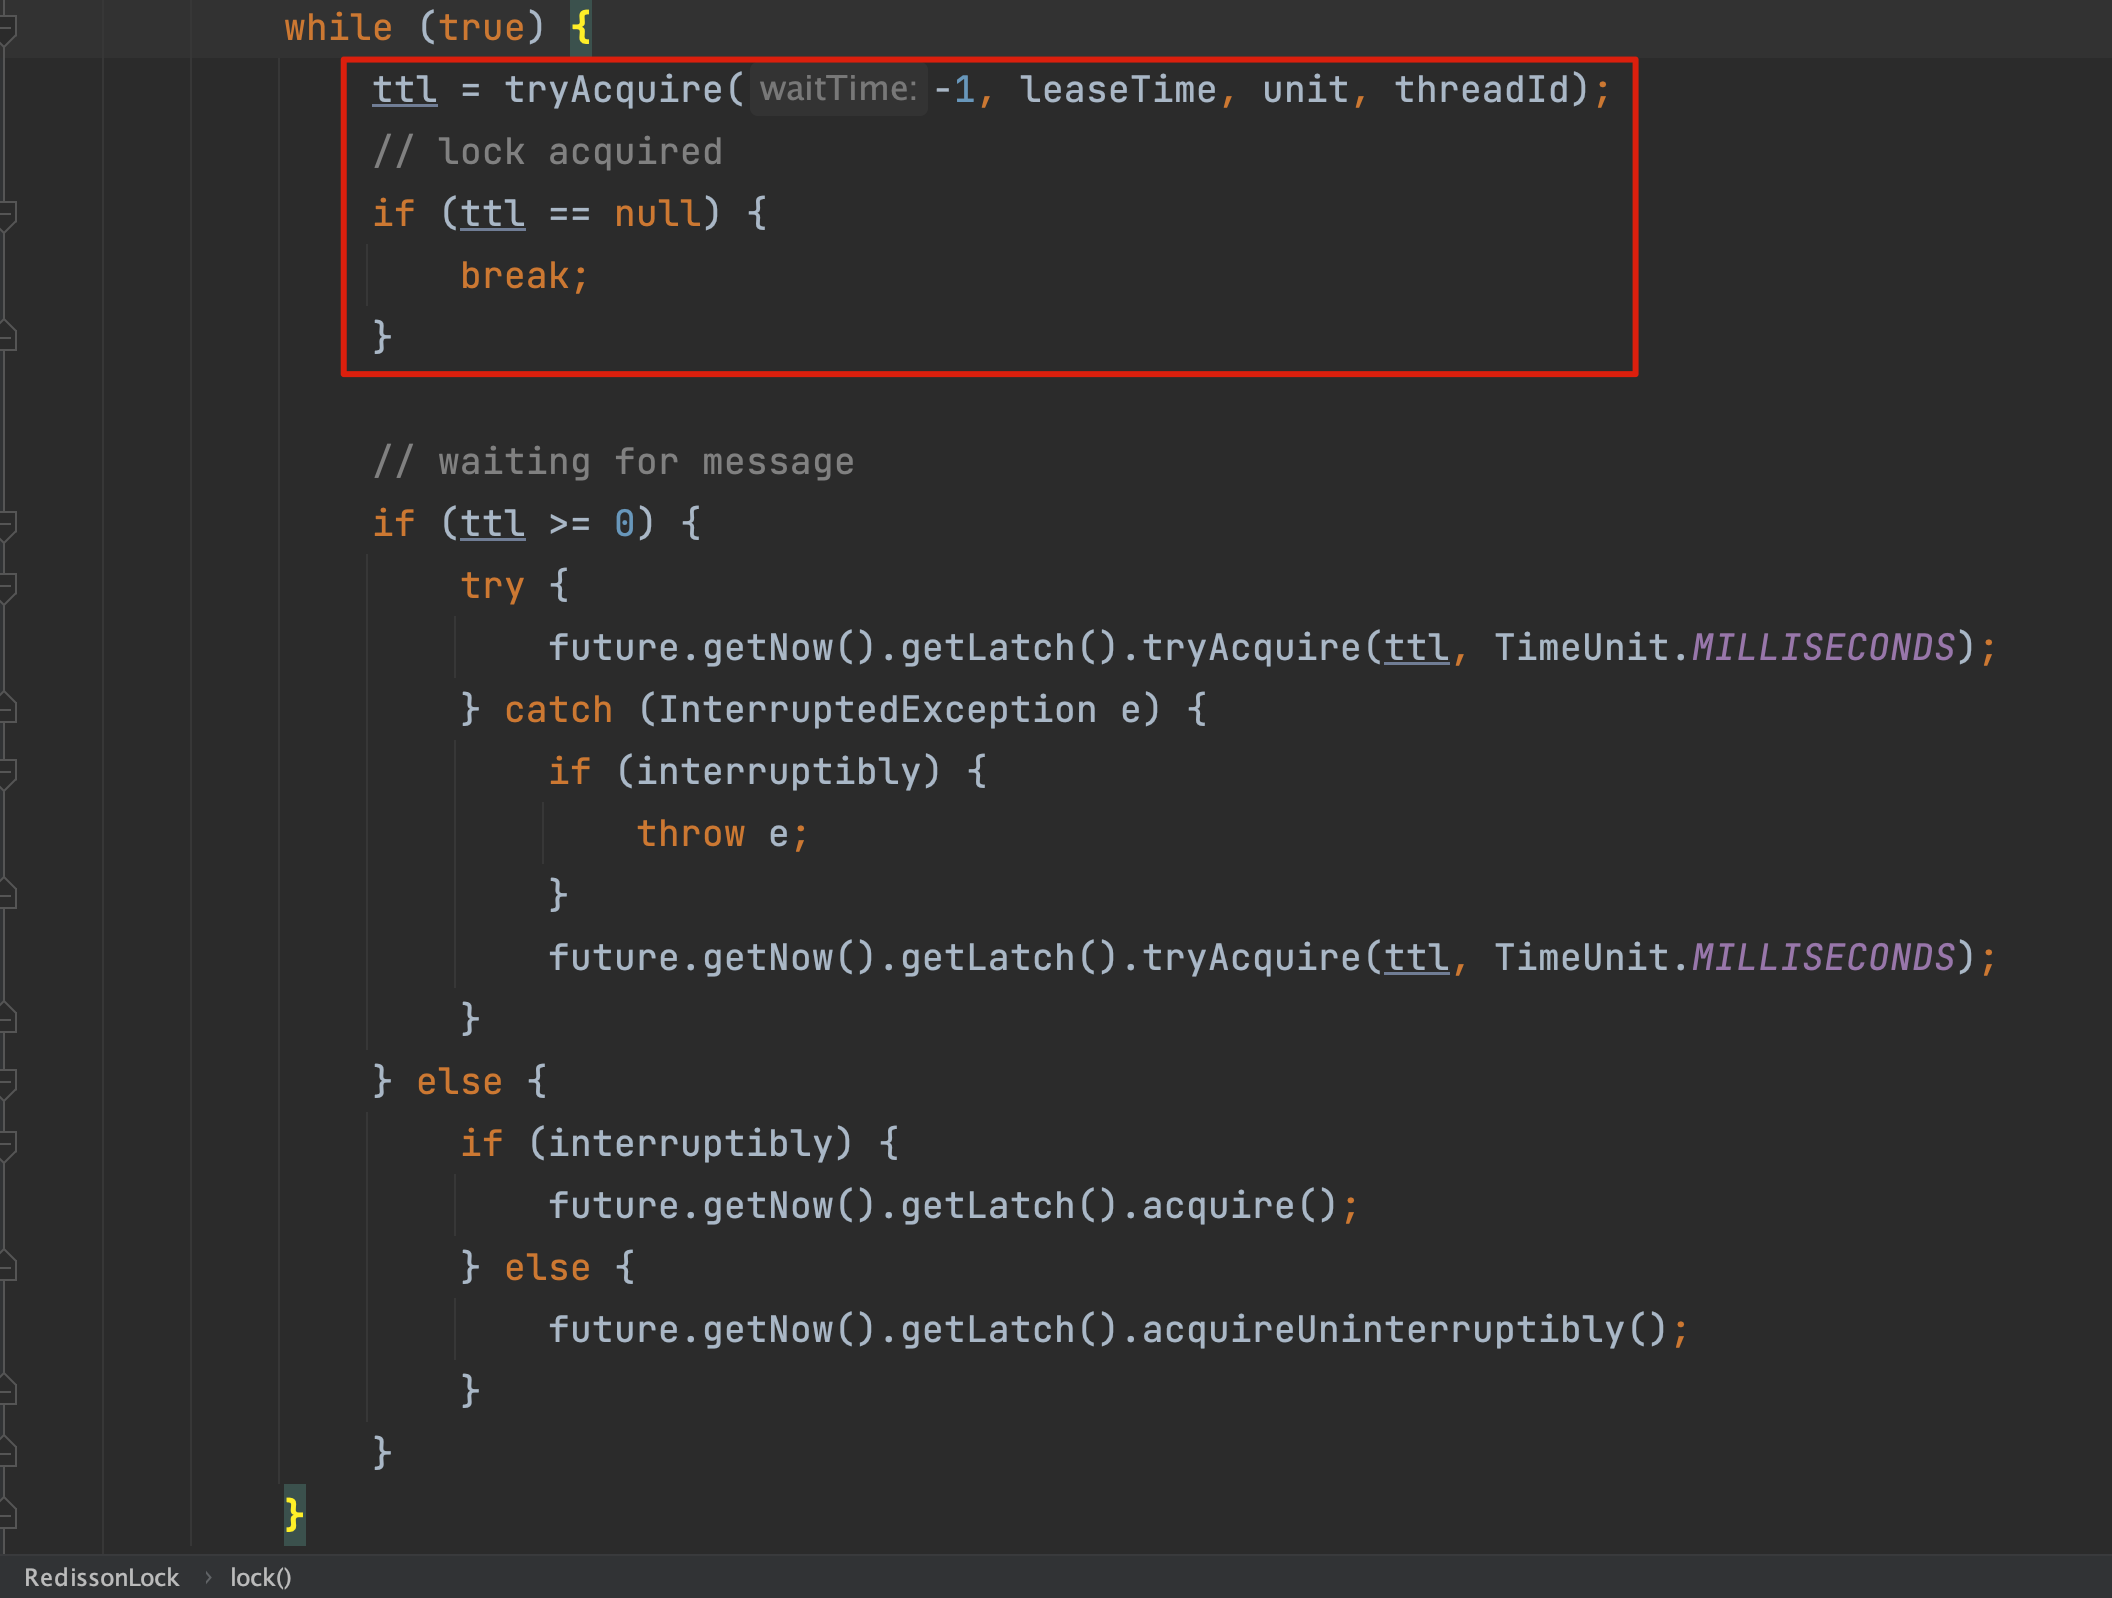 while (true) {
ttl = tryAcquire( waitTime: -1, leaseTime, unit, threadId);
// lock acquired
if (ttl == null) {
break;
}
// waiting for message
if (ttl >= 0) {
try {
future.getNow().getLatch().tryAcquire(ttl, TimeUnit.MILLISECONDS);
} catch (InterruptedException e) {
if (interruptibly) {
throw e;
}
future.getNow().getLatch().tryAcquire(ttl, TimeUnit.MILLISECONDS);
}
} else {
if (interruptibly) {
future.getNow().getLatch().acquire();
} else {
future.getNow().getLatch().acquireUninterruptibly();
}
}
}
RedissonLock › lock()